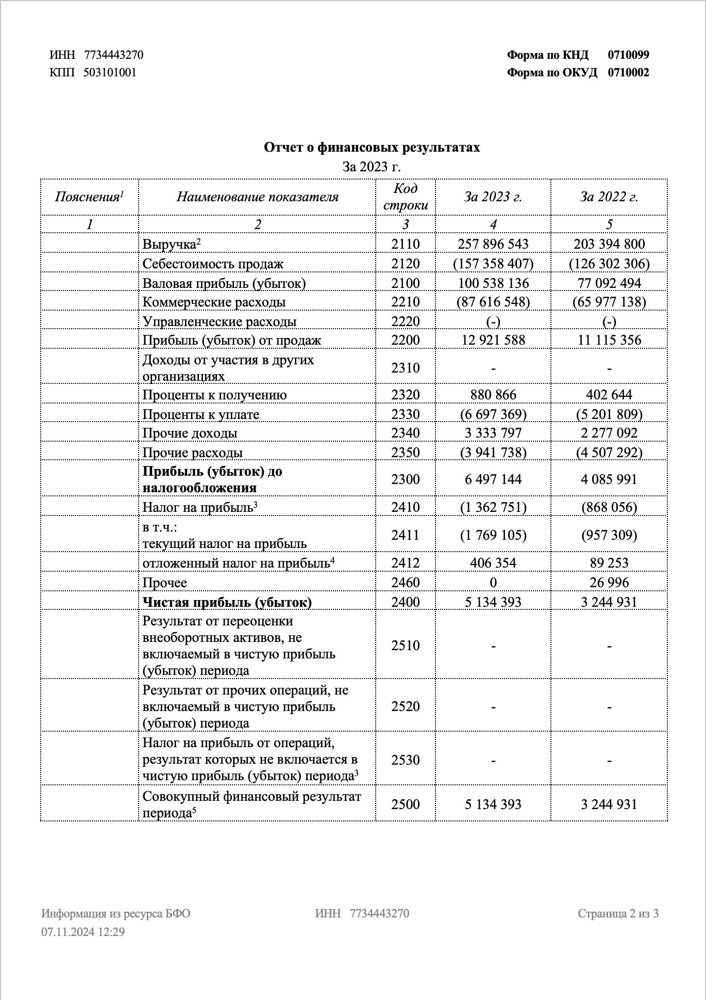 ИНН 7734443270 Форма по КНД 0710099
КПП 503101001 Форма по ОКУД 0710002
Отчет о финансовых результатах
За 2023 г.
Пояснения¹ Наименование показателя Код строки За 2023 г. За 2022 г.
1 2 3 4 5
Выручка² 2110 257 896 543 203 394 800
Себестоимость продаж 2120 (157 358 407) (126 302 306)
Валовая прибыль (убыток) 2100 100 538 136 77 092 494
Коммерческие расходы 2210 (87 616 548) (65 977 138)
Управленческие расходы 2220 (-) (-)
Прибыль (убыток) от продаж 2200 12 921 588 11 115 356
Доходы от участия в других
организациях 2310 - -
Проценты к получению 2320 880 866 402 644
Проценты к уплате 2330 (6 697 369) (5 201 809)
Прочие доходы 2340 3 333 797 2 277 092
Прочие расходы 2350 (3 941 738) (4 507 292)
Прибыль (убыток) до
налогообложения 2300 6 497 144 4 085 991
Налог на прибыль³ 2410 (1 362 751) (868 056)
в т.ч.:
текущий налог на прибыль 2411 (1 769 105) (957 309)
отложенный налог на прибыль⁴ 2412 406 354 89 253
Прочее 2460 0 26 996
Чистая прибыль (убыток) 2400 5 134 393 3 244 931
Результат от переоценки
внеоборотных активов, не
включаемый в чистую прибыль
(убыток) периода 2510 - -
Результат от прочих операций, не
включаемый в чистую прибыль
(убыток) периода 2520 - -
Налог на прибыль от операций,
результат которых не включается в
чистую прибыль (убыток) периода³ 2530 - -
Совокупный финансовый результат
периода⁵ 2500 5 134 393 3 244 931
Информация из ресурса БФО ИНН 7734443270 Страница 2 из 3
07.11.2024 12:29